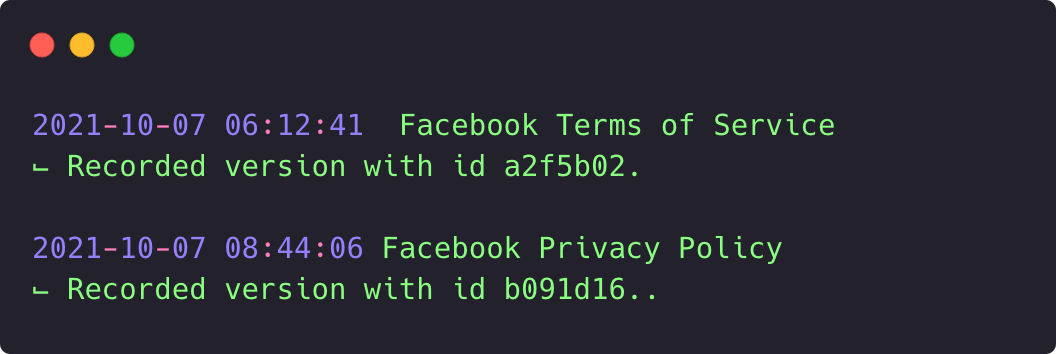 2021-10-07 06:12:41  Facebook Terms of Service
⨽ Recorded version with id a2f5b02.
2021-10-07 08:44:06 Facebook Privacy Policy
⨽ Recorded version with id b091d16..